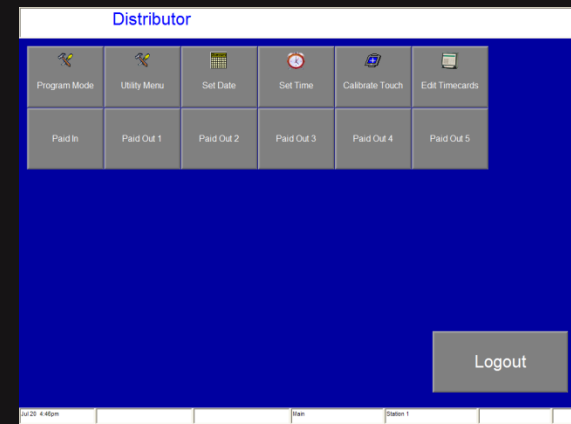 Distributor
Program Mode Utility Menu Set Date Set Time Calibrate Touch Edit Timecards
Paid In Paid Out 1 Paid Out 2 Paid Out 3 Paid Out 4 Paid Out 5
Logout
Jul 26 4:46pm Main Station 1